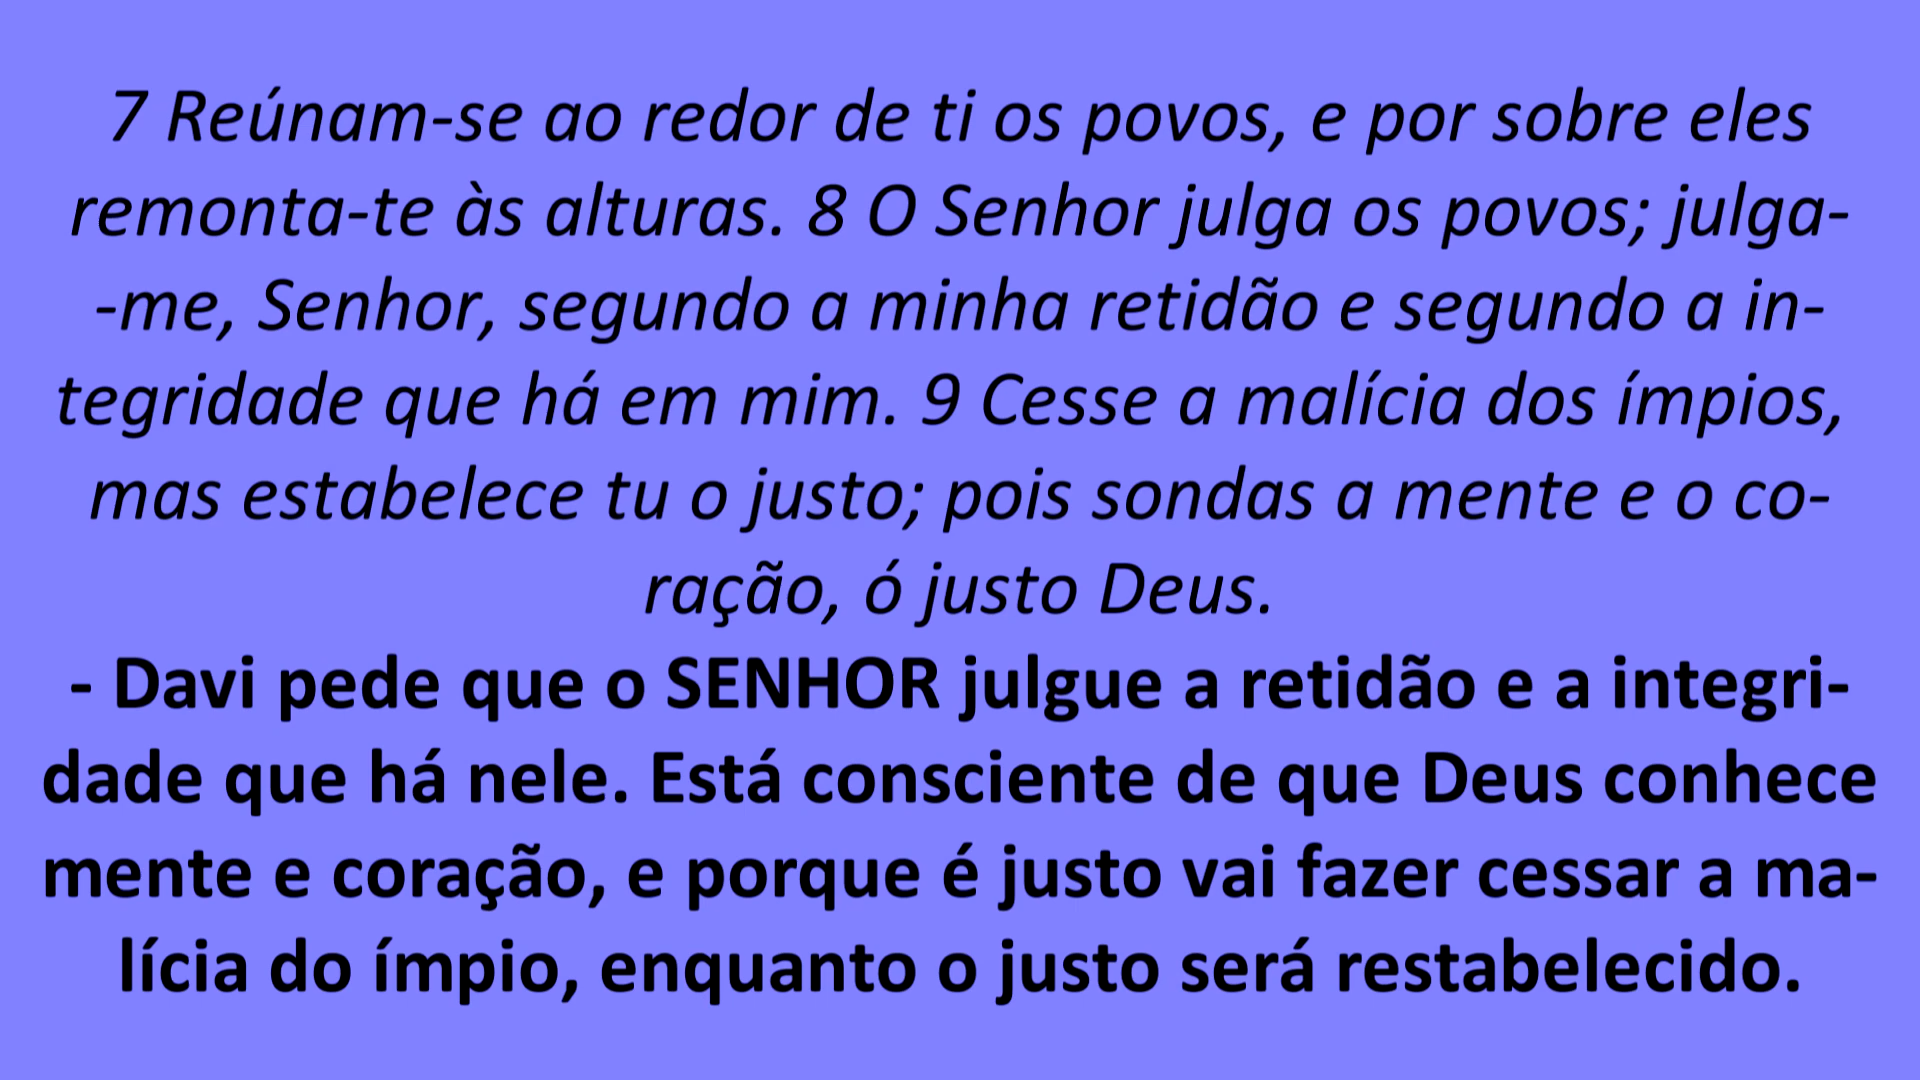 7 Reúnam-se ao redor de ti os povos, e por sobre eles
remonta-te às alturas. 8 O Senhor julga os povos; julga-
-me, Senhor, segundo a minha retidão e segundo a in-
tegridade que há em mim. 9 Cesse a malícia dos ímpios,
mas estabelece tu o justo; pois sondas a mente e o co-
ração, ó justo Deus.
- Davi pede que o SENHOR julgue a retidão e a integri-
dade que há nele. Está consciente de que Deus conhece
mente e coração, e porque é justo vai fazer cessar a ma-
lícia do ímpio, enquanto o justo será restabelecido.